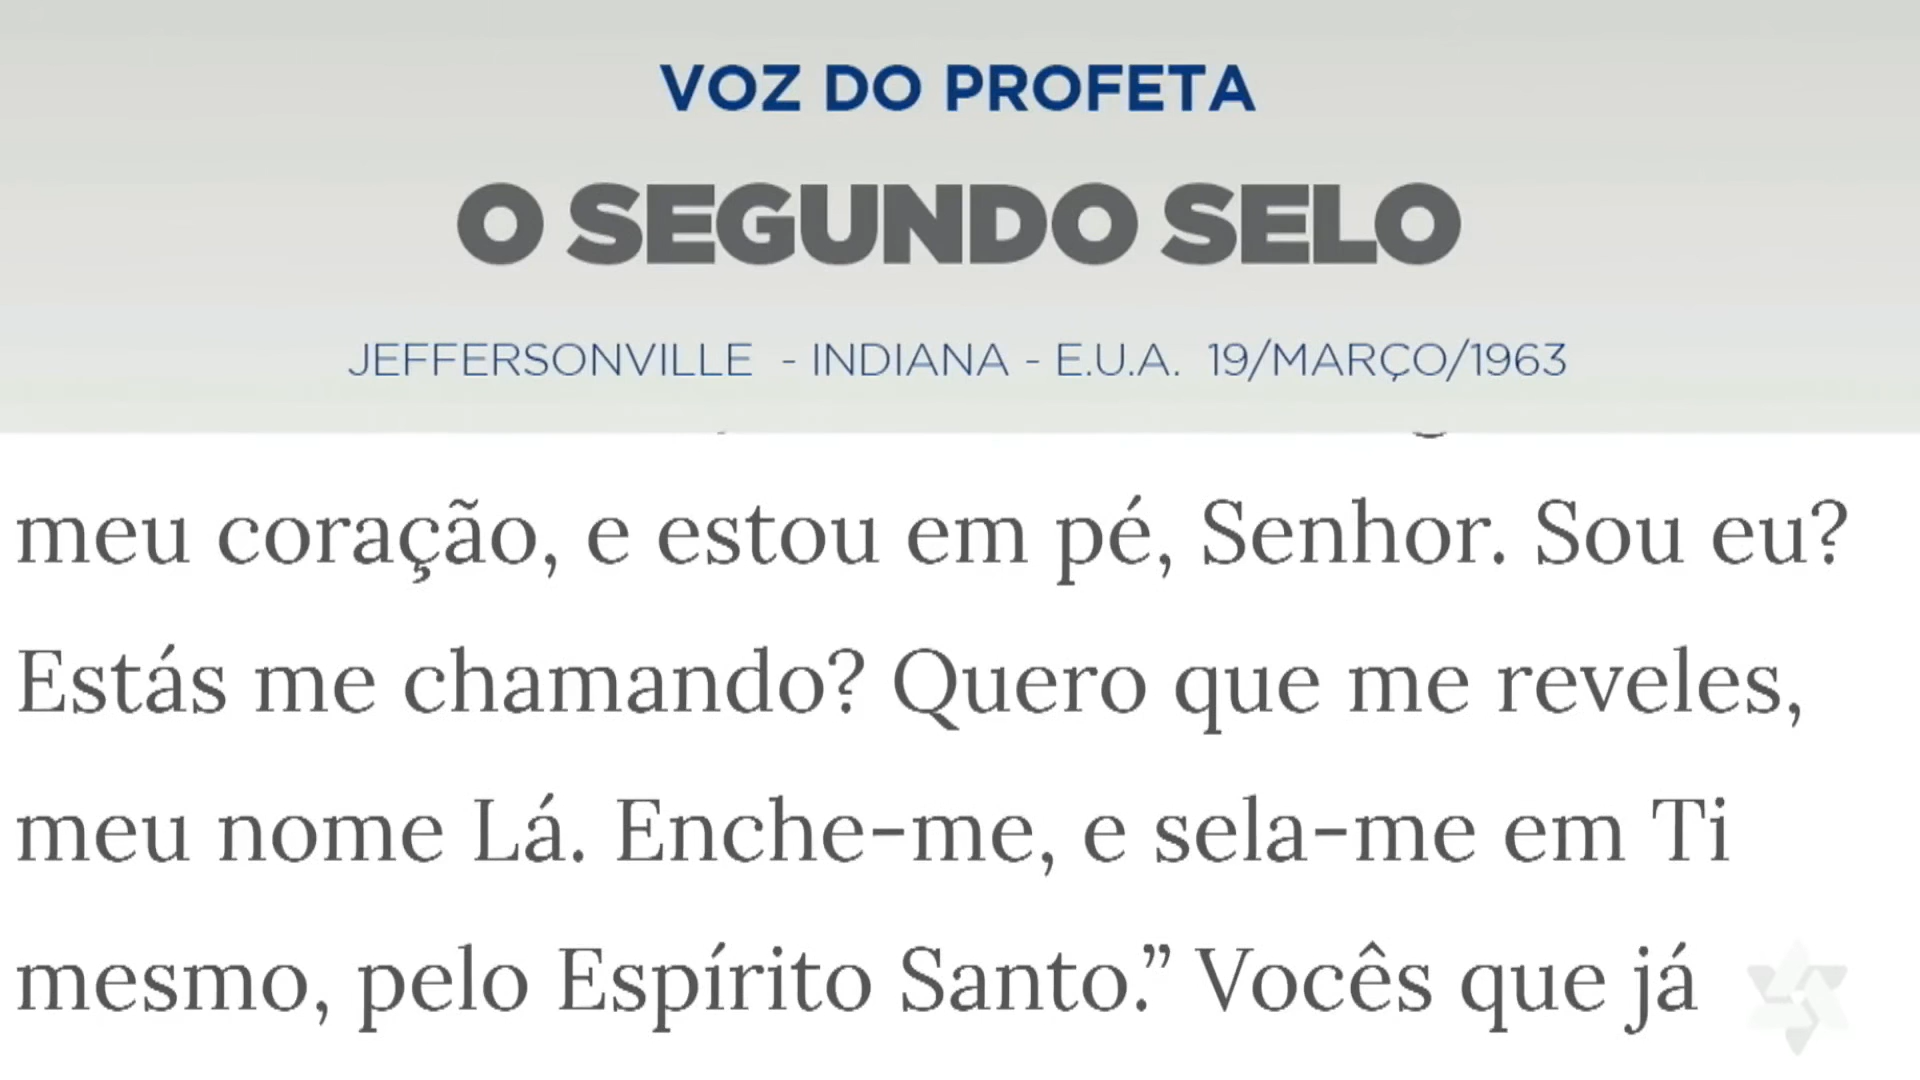 VOZ DO PROFETA
O SEGUNDO SELO
JEFFERSONVILLE - INDIANA - E.U.A. 19/MARÇO/1963
meu coração, e estou em pé, Senhor. Sou eu?
Estás me chamando? Quero que me reveles,
meu nome Lá. Enche-me, e sela-me em Ti
mesmo, pelo Espírito Santo.” Vocês que já